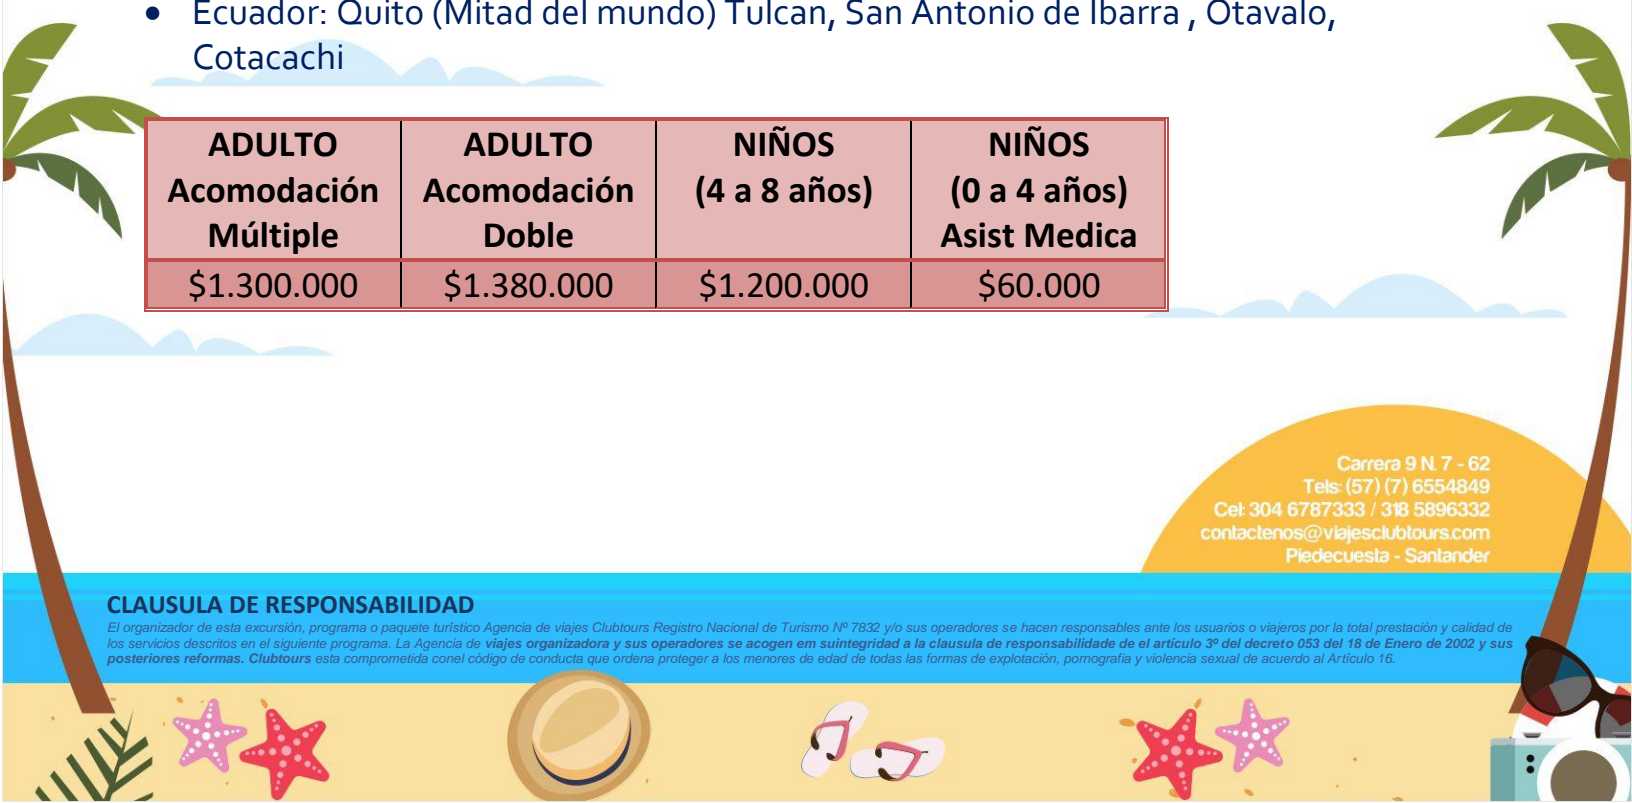 • Ecuador: Quito (Mitad del mundo) Tulcan, San Antonio de Ibarra , Otavalo,
Cotacachi
ADULTO
Acomodación
Múltiple
ADULTO
Acomodación
Doble
NIÑOS
(4 a 8 años)
NIÑOS
(0 a 4 años)
Asist Medica
$1.300.000 $1.380.000 $1.200.000 $60.000
Carrera 9 N. 7 - 62
Tels: (57) (7) 6554849
Cel: 304 6787333 / 318 5896332
contactenos@viajesclubtours.com
Piedecuesta - Santander
CLAUSULA DE RESPONSABILIDAD
El organizador de esta excursión, programa o paquete turístico Agencia de viajes Clubtours Registro Nacional de Turismo Nº 7832 y/o sus operadores se hacen responsables ante los usuarios o viajeros por la total prestación y calidad de
los servicios descritos en el siguiente programa. La Agencia de viajes organizadora y sus operadores se acogen em suintegridad a la clausula de responsabilidade de el artículo 3º del decreto 053 del 18 de Enero de 2002 y sus
posteriores reformas. Clubtours esta comprometida conel código de conducta que ordena proteger a los menores de edad de todas las formas de explotación, pornografia y violencia sexual de acuerdo al Artículo 16.